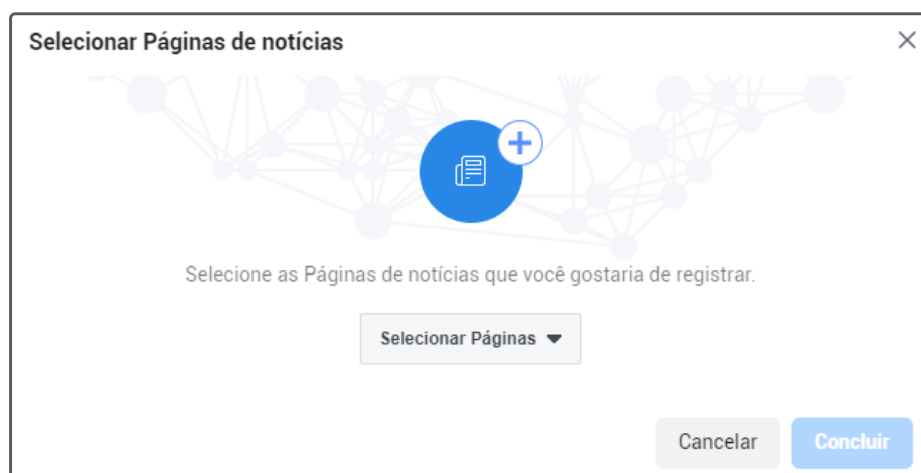 Selecionar Páginas de notícias
Selecione as Páginas de notícias que você gostaria de registrar.
Selecionar Páginas
Cancelar
Concluir